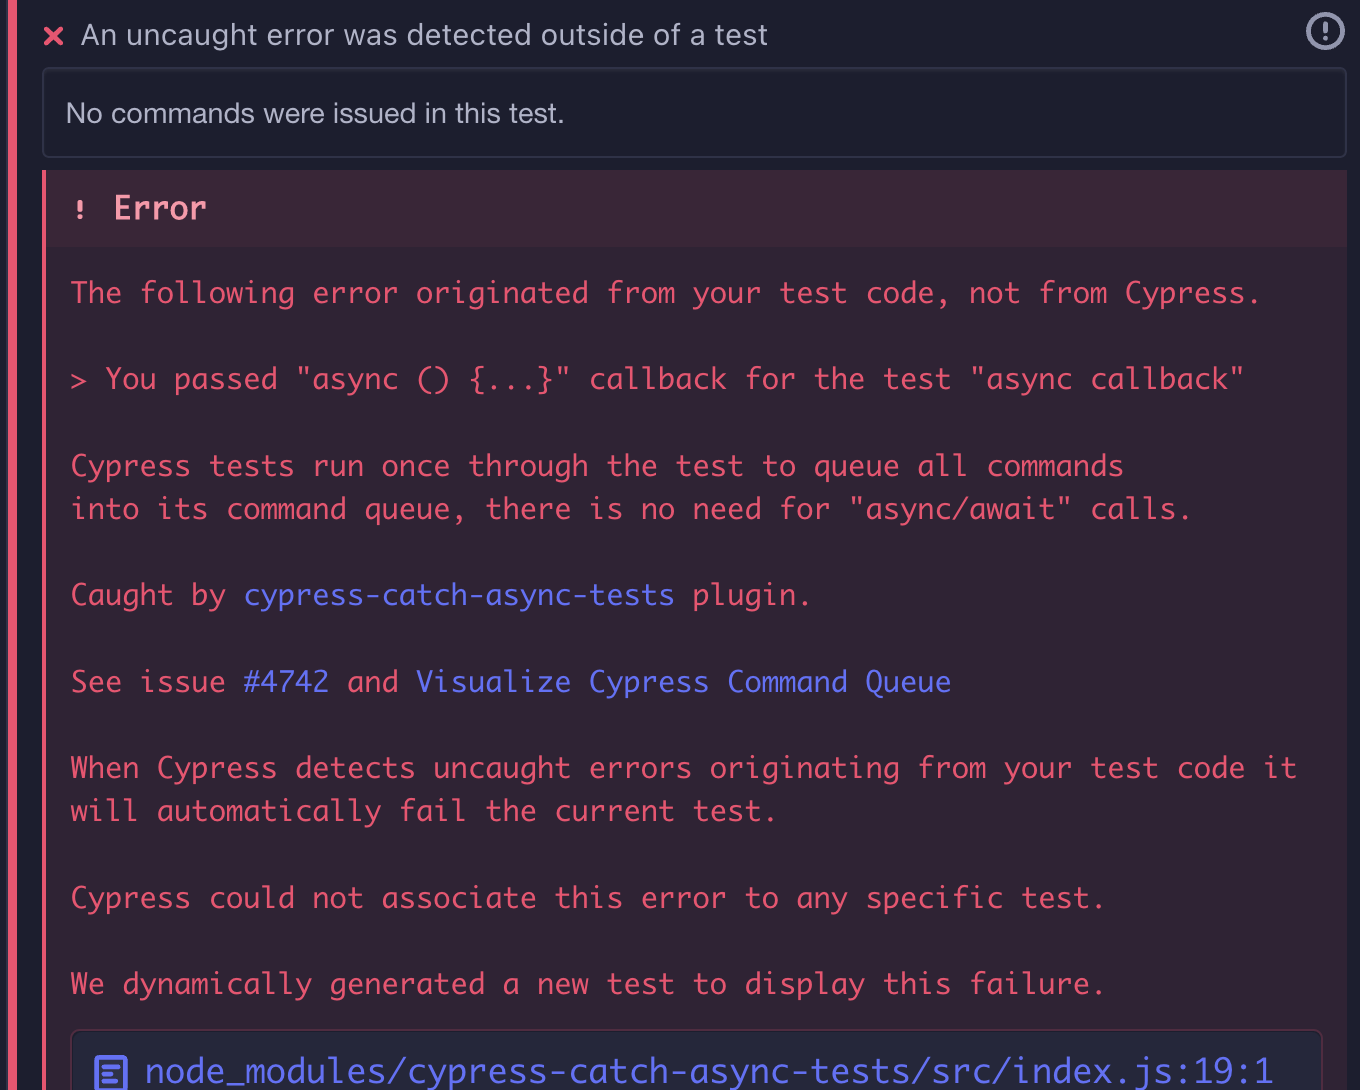 An uncaught error was detected outside of a test
No commands were issued in this test.
! Error
The following error originated from your test code, not from Cypress.
> You passed "async () {...}" callback for the test "async callback"
Cypress tests run once through the test to queue all commands
into its command queue, there is no need for "async/await" calls.
Caught by cypress-catch-async-tests plugin.
See issue #4742 and Visualize Cypress Command Queue
When Cypress detects uncaught errors originating from your test code it
will automatically fail the current test.
Cypress could not associate this error to any specific test.
We dynamically generated a new test to display this failure.
node_modules/cypress-catch-async-tests/src/index.js:19:1